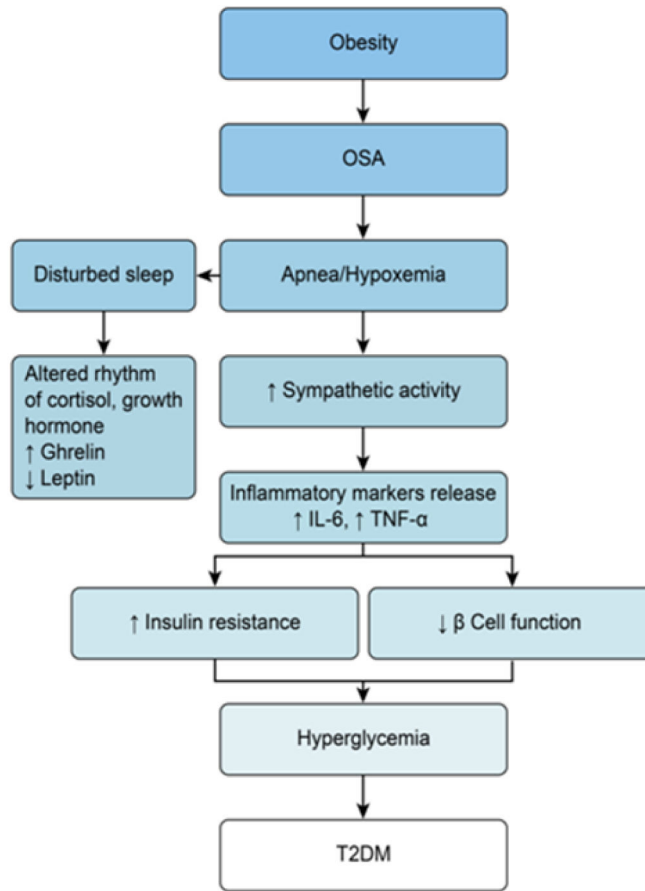 Obesity
OSA
Disturbed sleep
Apnea/Hypoxemia
Altered rhythm
of cortisol, growth
hormone
↑ Ghrelin
↓ Leptin
↑ Sympathetic activity
Inflammatory markers release
↑ IL-6, ↑ TNF-α
↑ Insulin resistance
↓ β Cell function
Hyperglycemia
T2DM